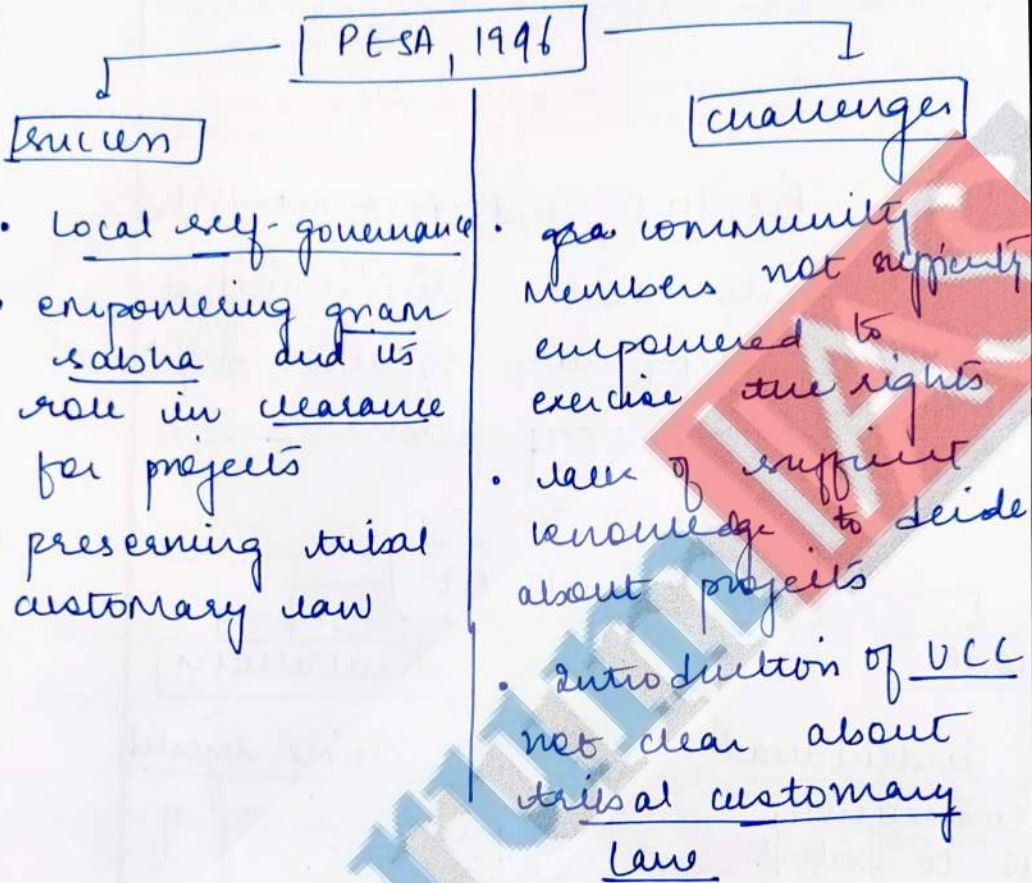 PESA, 1996
success
• Local self-governance
• empowering gram
sabha and its
role in clearance
for projects
• preserving tribal
customary law
challenges
• gra community
members not sufficiently
empowered to
exercise the rights
• lack of sufficient
knowledge to decide
about projects
• Introduction of UCC
not clear about
tribal customary
law
rumIAS